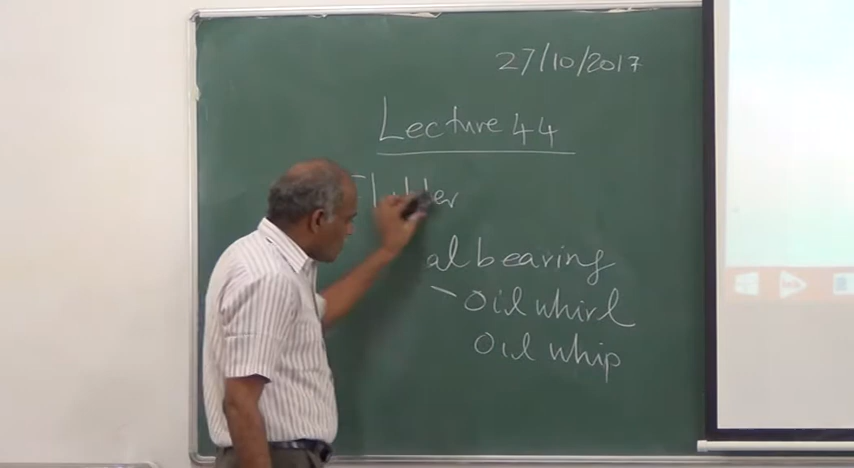 27/10/2017
Lecture 44
al bearing
Oil whirl
Oil whip